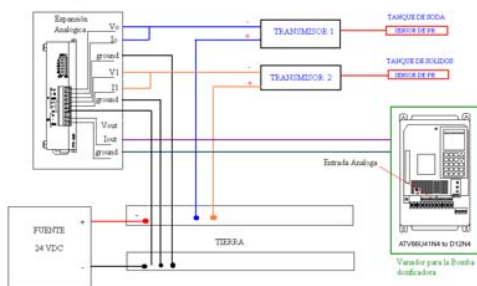 Expansión
Analógica
Vo
Io
ground
V1
I1
ground
Vout
Iout
ground
-
+
TRANSMISOR 1
TANQUE DE SODA
SENSOR DE PH
-
+
TRANSMISOR 2
TANQUE DE SOLIDOS
SENSOR DE PH
Entrada Análoga
ATV66U41N4 to D12N4
Variador para la Bomba
dosificadora
FUENTE
24 VDC
+
-
-
TIERRA